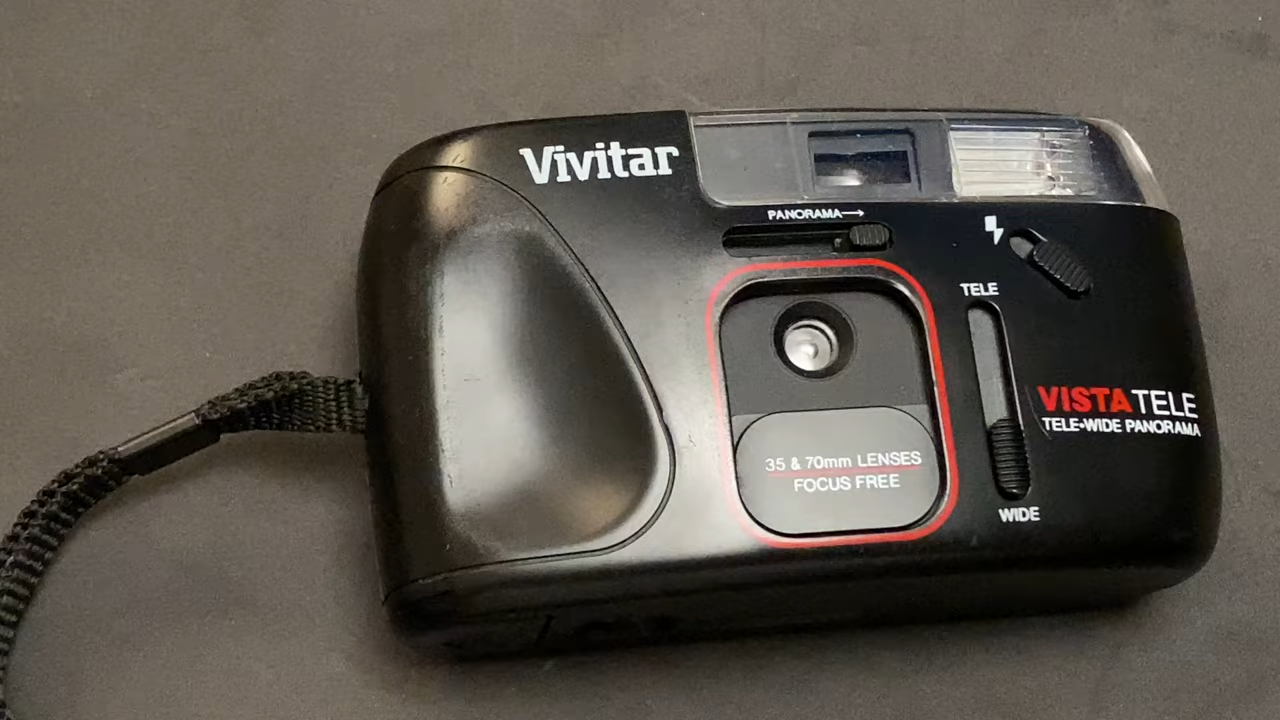 Vivitar
PANORAMA→
TELE
VISTATELE
TELE•WIDE PANORAMA
35 & 70mm LENSES
FOCUS FREE
WIDE